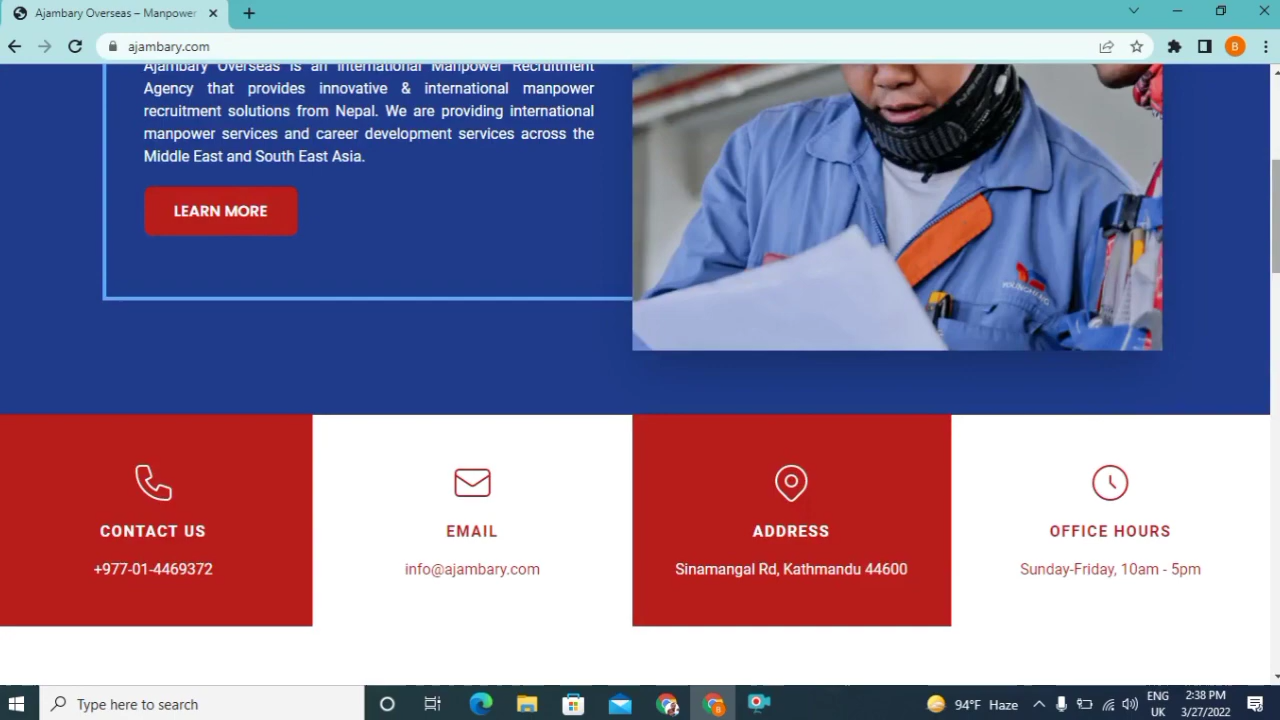 Ajambary Overseas – Manpower
ajambary.com
B
Ajambary Overseas is an International Manpower Recruitment
Agency that provides innovative & international manpower
recruitment solutions from Nepal. We are providing international
manpower services and career development services across the
Middle East and South East Asia.
LEARN MORE
CONTACT US
+977-01-4469372
EMAIL
info@ajambary.com
ADDRESS
Sinamangal Rd, Kathmandu 44600
OFFICE HOURS
Sunday-Friday, 10am - 5pm
Type here to search
94°F Haze
ENG
UK
2:38 PM
3/27/2022